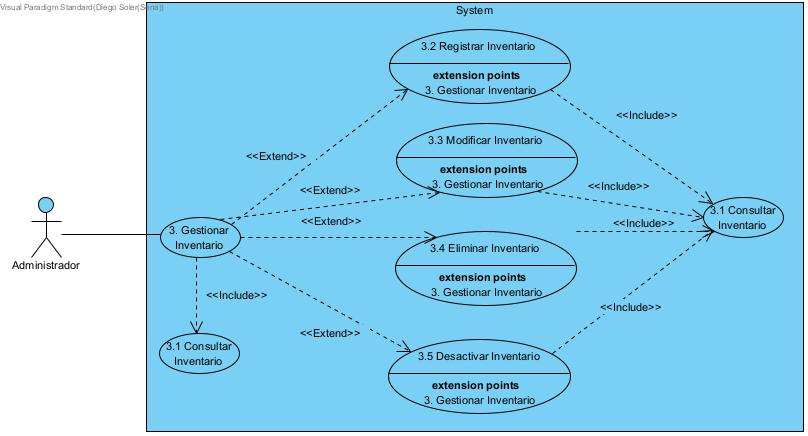 Visual Paradigm Standard(Diego Soler(Sena))
System
3.2 Registrar Inventario
extension points
3. Gestionar Inventario
<<Include>>
<<Extend>>
3.3 Modificar Inventario
extension points
3. Gestionar Inventario
<<Extend>>
<<Include>>
3.1 Consultar
Inventario
<<Extend>>
<<Include>>
3. Gestionar
Inventario
3.4 Eliminar Inventario
extension points
3. Gestionar Inventario
Administrador
<<Include>>
<<Include>>
<<Extend>>
3.1 Consultar
Inventario
3.5 Desactivar Inventario
extension points
3. Gestionar Inventario